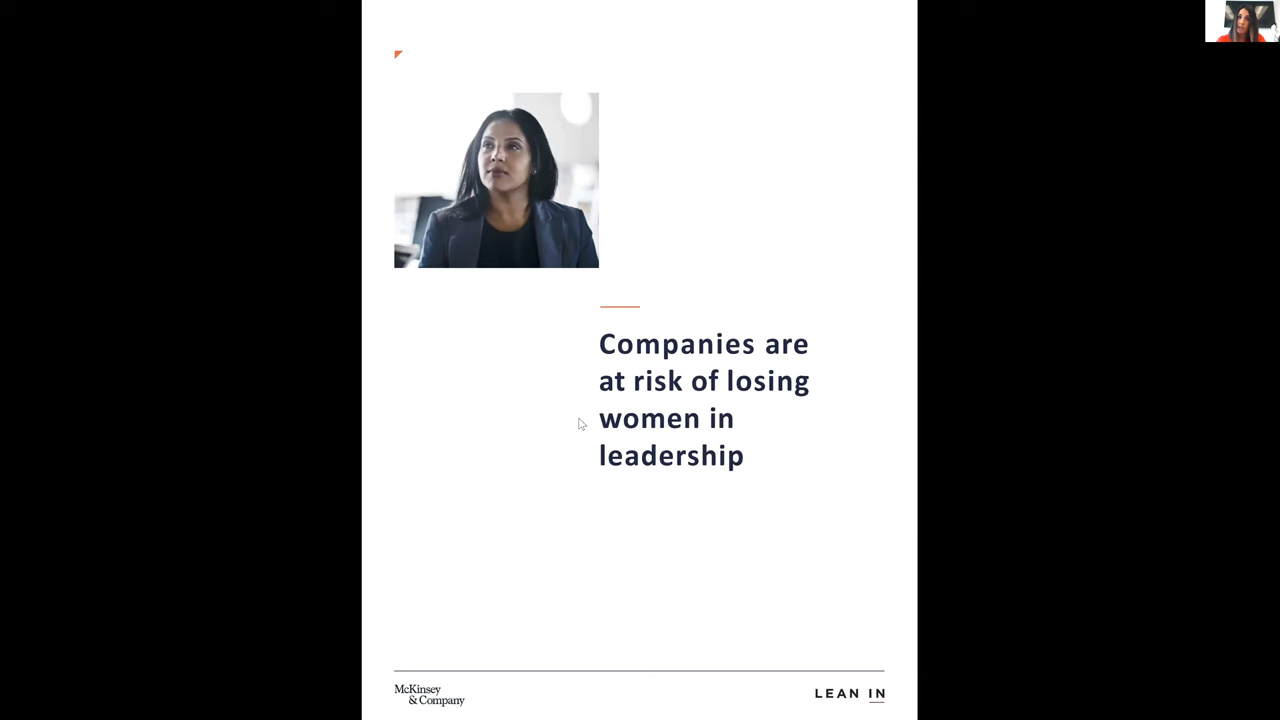 Companies are
at risk of losing
women in
leadership
McKinsey
& Company
LEAN IN